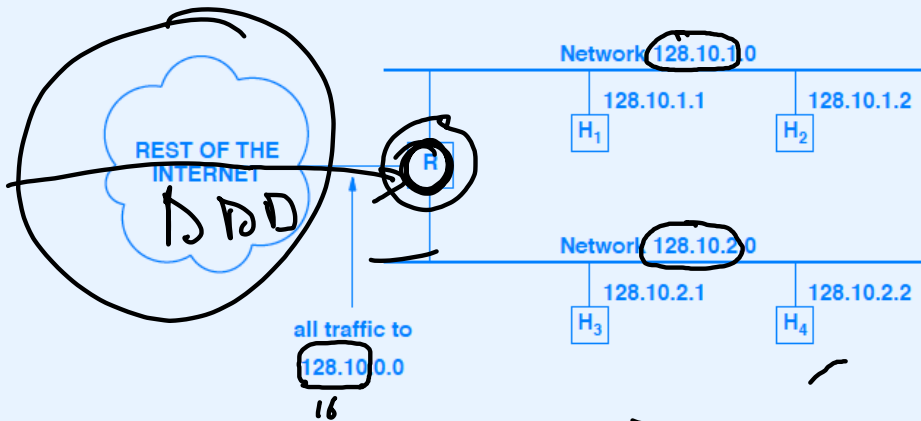 Network 128.10.1.0
128.10.1.1
128.10.1.2
H1
H2
REST OF THE
INTERNET
R
Network 128.10.2.0
128.10.2.1
128.10.2.2
H3
H4
all traffic to
128.10.0.0
16